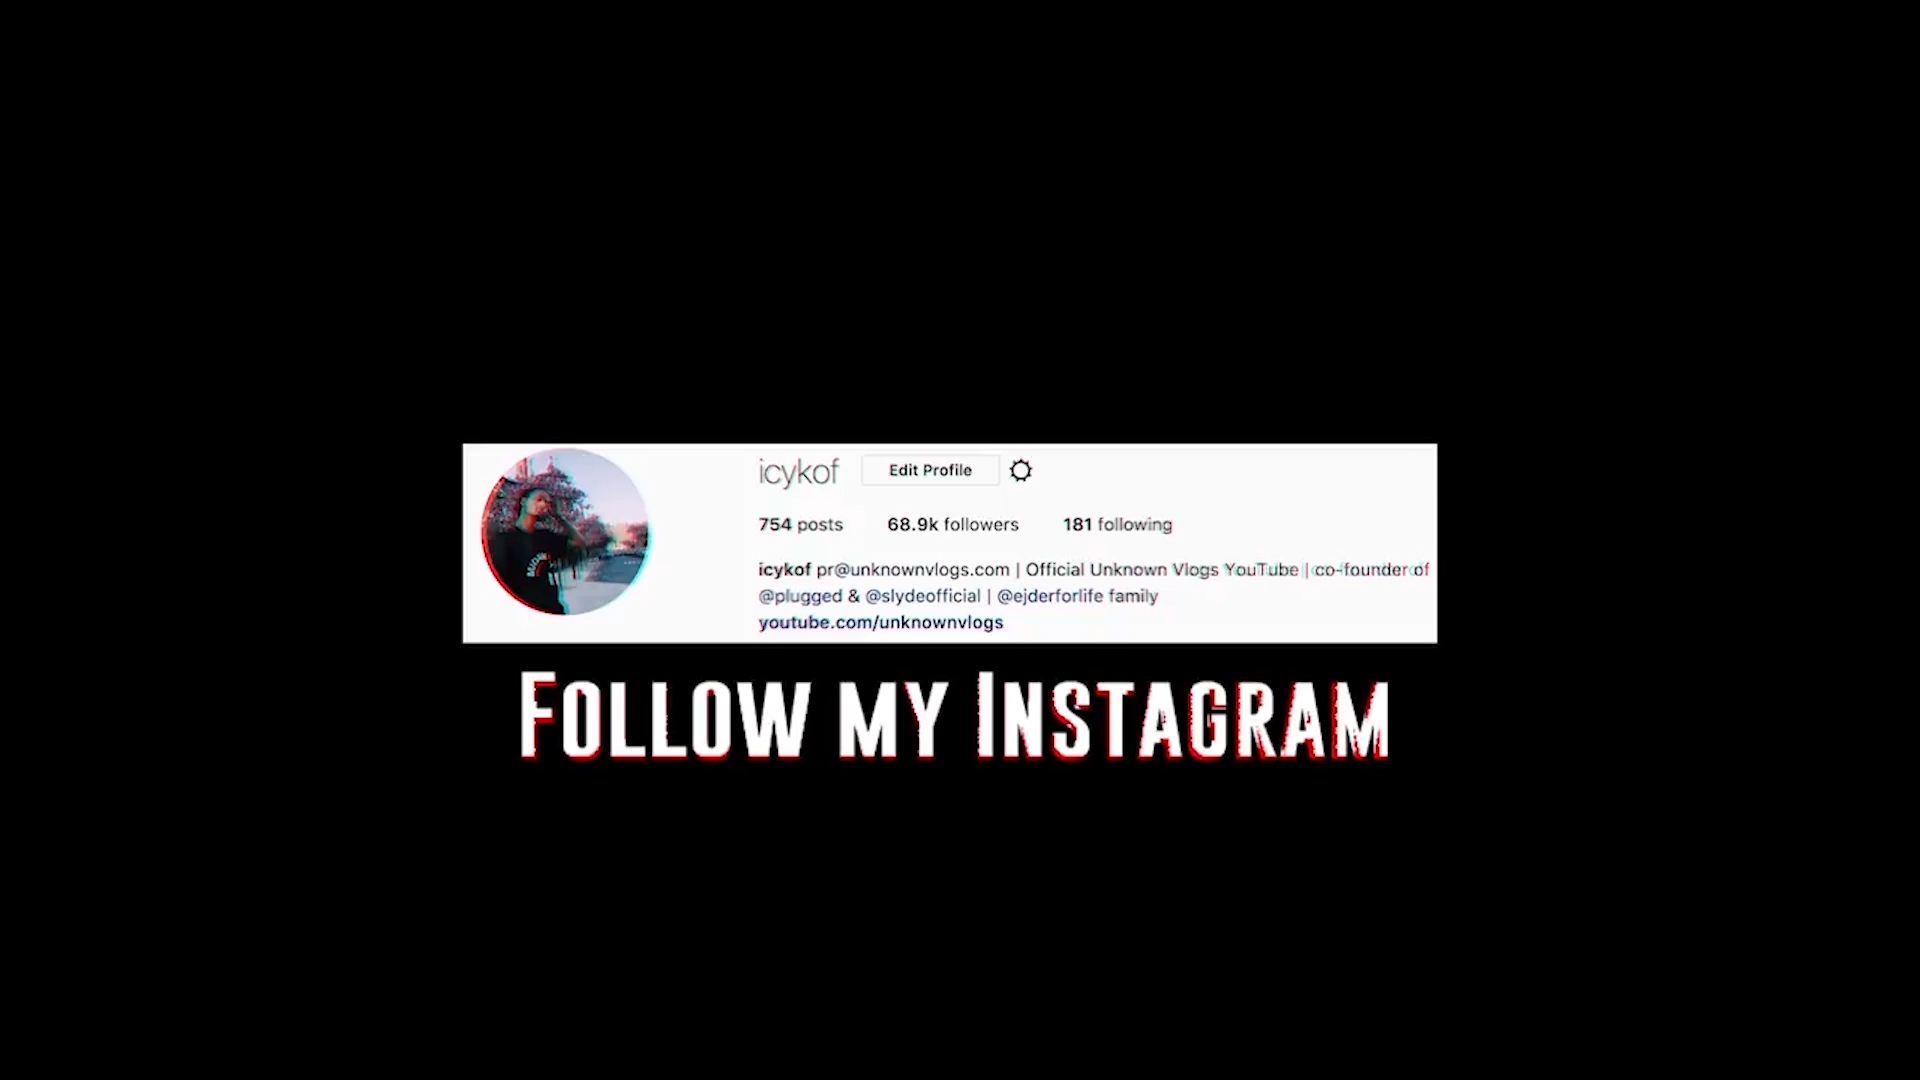 icykof Edit Profile
754 posts 68.9k followers 181 following
icykof pr@unknownvlogs.com | Official Unknown Vlogs YouTube | co-founder of
@plugged & @slydeofficial | @ejderforlife family
youtube.com/unknownvlogs
FOLLOW MY INSTAGRAM